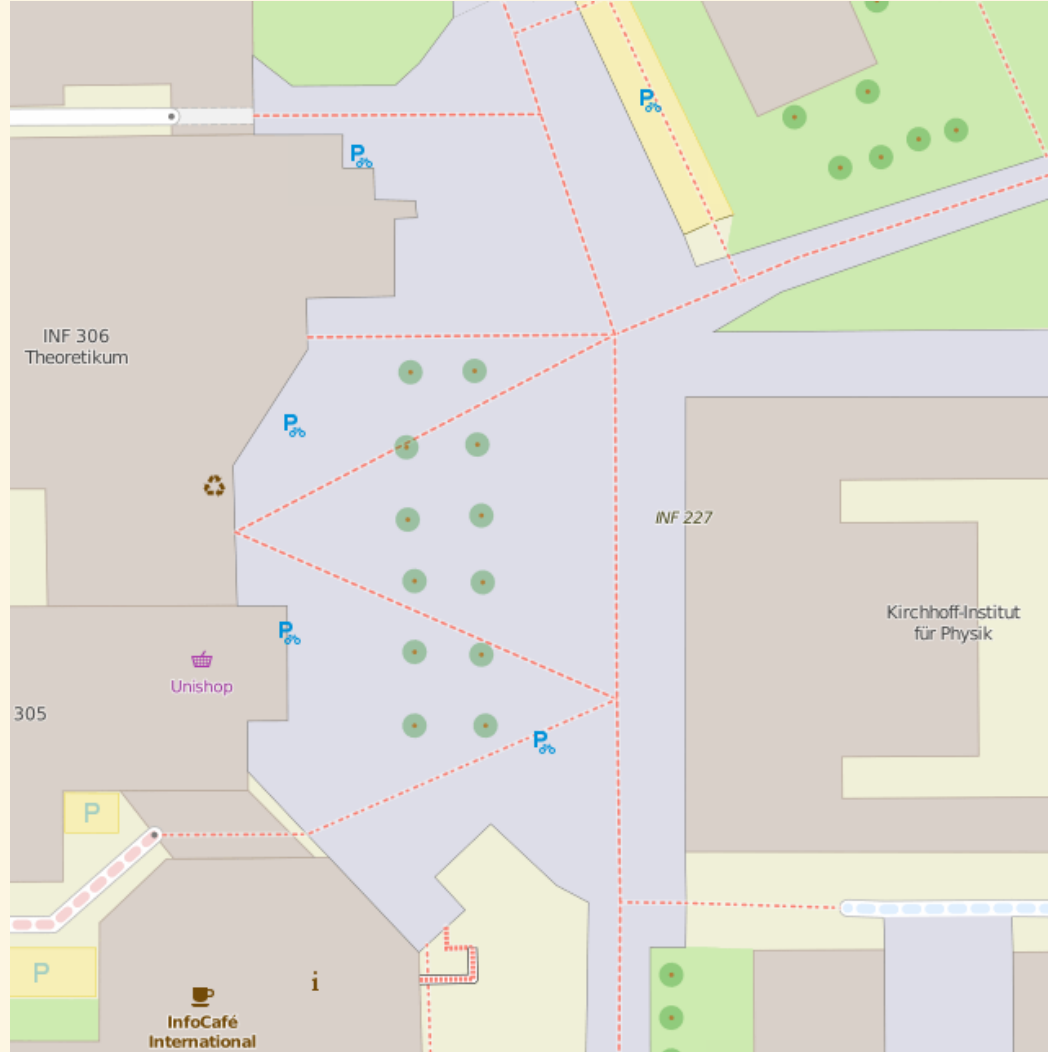 P
P
INF 306
Theoretikum
P
INF 227
Kirchhoff-Institut
für Physik
P
Unishop
305
P
P
P
i
InfoCafé
International